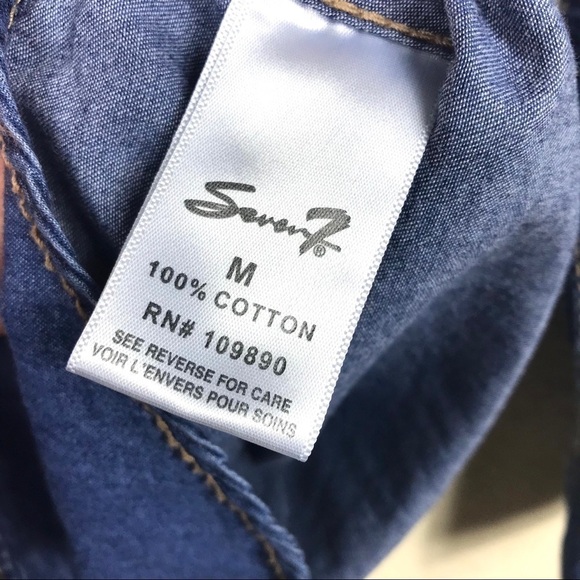 Seven7®
M
100% COTTON
RN# 109890
SEE REVERSE FOR CARE
VOIR L'ENVERS POUR SOINS